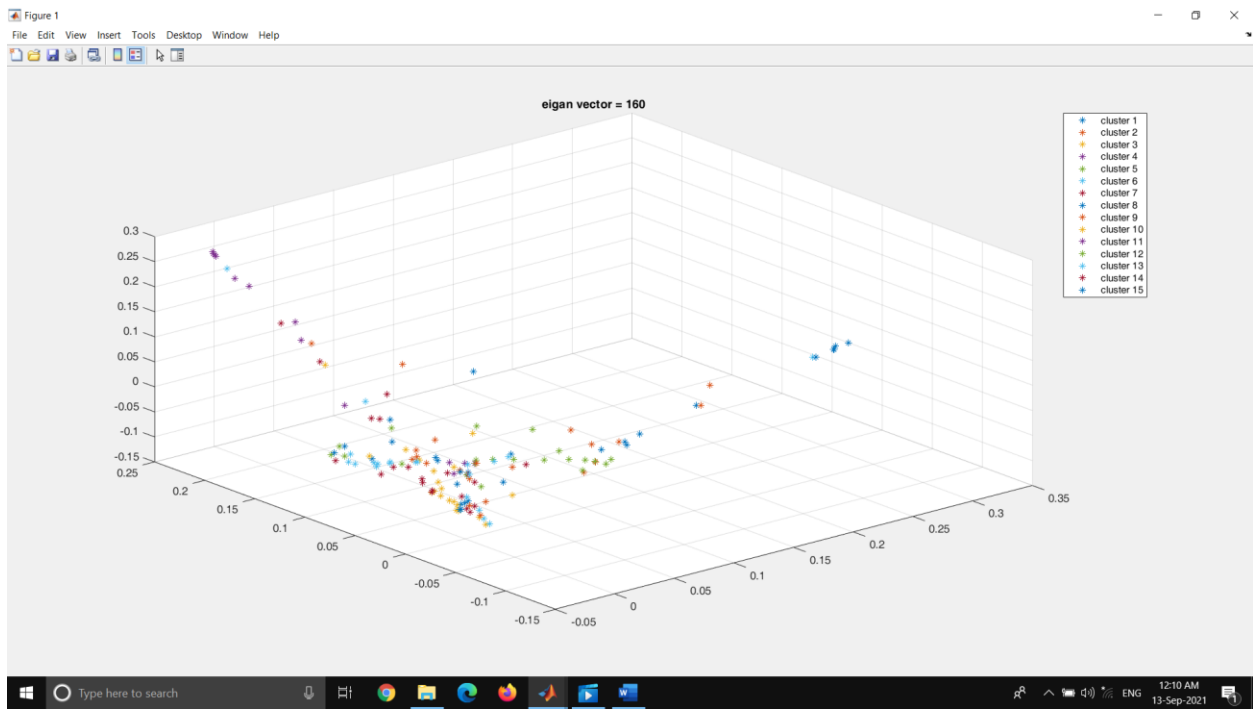 Figure 1
File Edit View Insert Tools Desktop Window Help
eigan vector = 160
cluster 1
cluster 2
cluster 3
cluster 4
cluster 5
cluster 6
cluster 7
cluster 8
cluster 9
cluster 10
cluster 11
cluster 12
cluster 13
cluster 14
cluster 15
0.3
0.25
0.2
0.15
0.1
0.05
0
-0.05
-0.1
-0.15
0.25
0.2
0.15
0.1
0.05
0
-0.05
-0.1
-0.15
-0.05
0
0.05
0.1
0.15
0.2
0.25
0.3
0.35
Type here to search
ENG
12:10 AM
13-Sep-2021
1